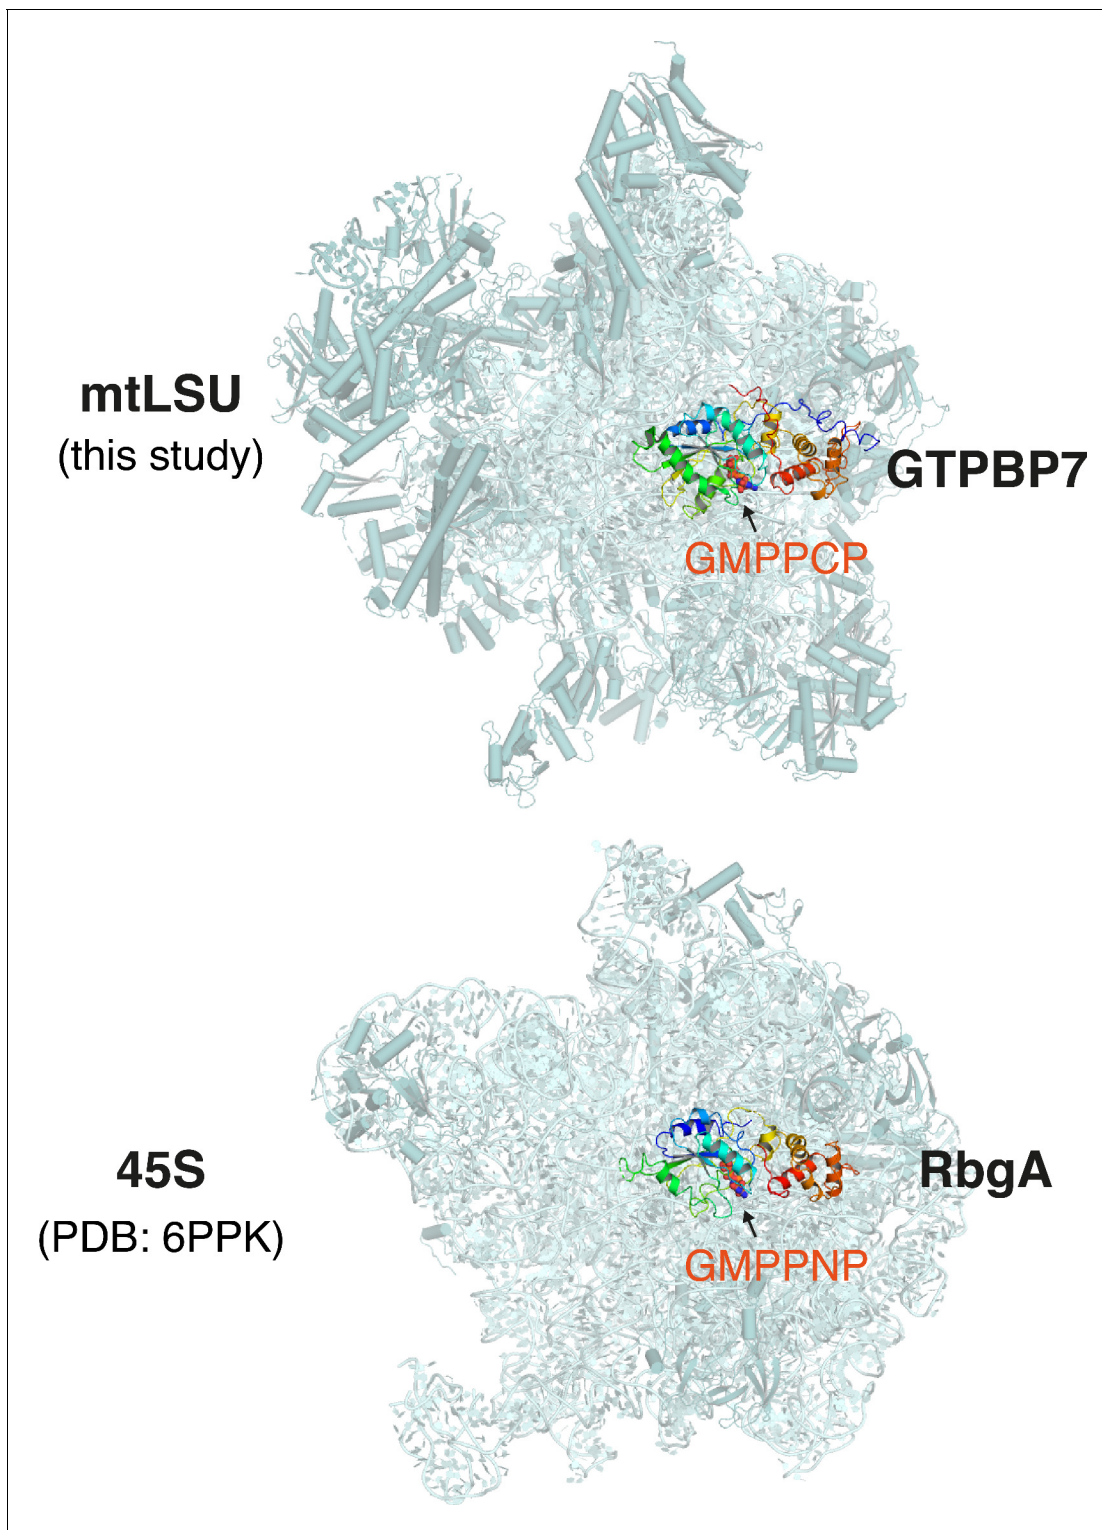 mtLSU
(this study)
GTPBP7
GMPPCP
45S
(PDB: 6PPK)
RbgA
GMPPNP